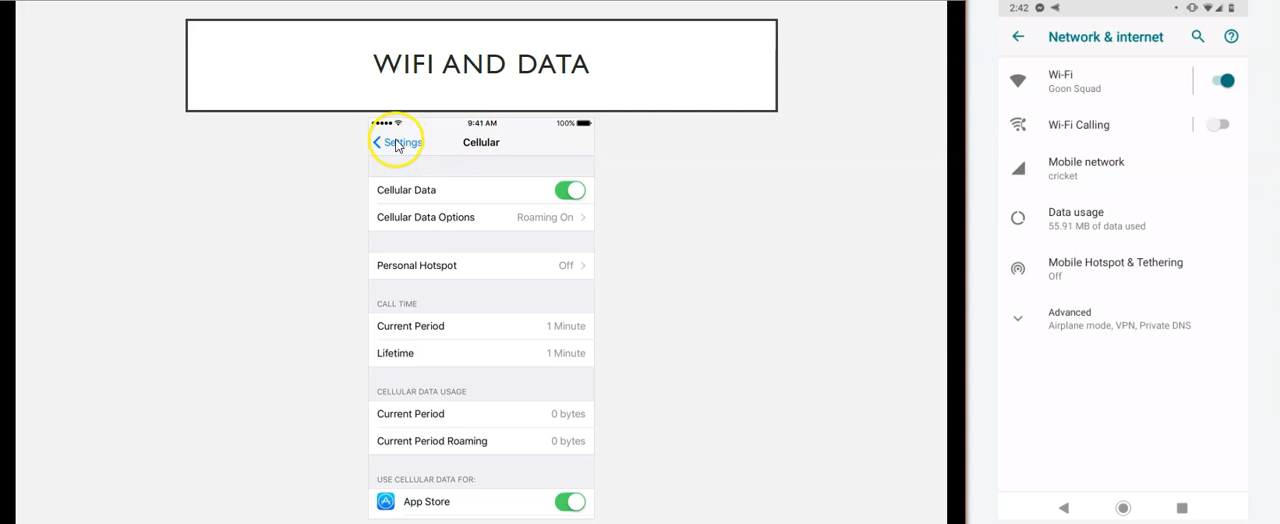 WIFI AND DATA
9:41 AM 100%
Settings Cellular
Cellular Data
Cellular Data Options Roaming On
Personal Hotspot Off
CALL TIME
Current Period 1 Minute
Lifetime 1 Minute
CELLULAR DATA USAGE
Current Period 0 bytes
Current Period Roaming 0 bytes
USE CELLULAR DATA FOR:
App Store
2:42
Network & internet
Wi-Fi
Goon Squad
Wi-Fi Calling
Mobile network
cricket
Data usage
55.91 MB of data used
Mobile Hotspot & Tethering
Off
Advanced
Airplane mode, VPN, Private DNS